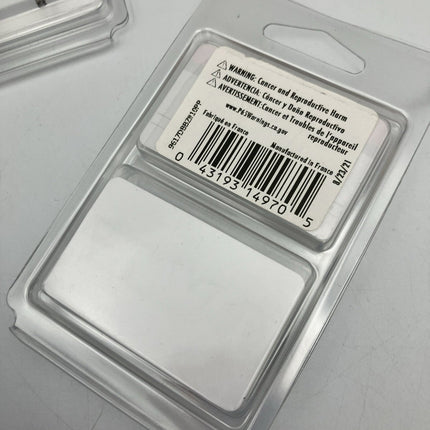 ⚠ WARNING: Cancer and Reproductive Harm
⚠ ADVERTENCIA: Cáncer y Daño Reproductivo
⚠ AVERTISSEMENT: Cancer et Troubles de l'appareil
reproducteur
www.P65Warnings.ca.gov
Fabriqué en France
Manufactured in France
8/23/21
0 43193 14970 5